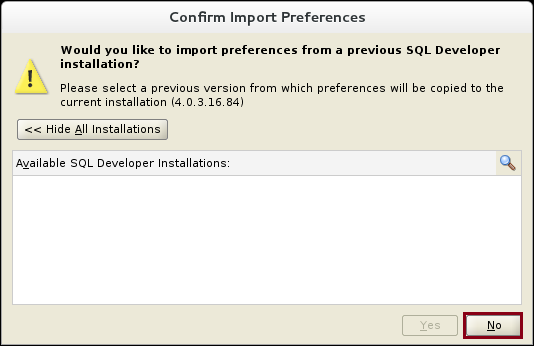 Confirm Import Preferences
Would you like to import preferences from a previous SQL Developer
installation?
Please select a previous version from which preferences will be copied to the
current installation (4.0.3.16.84)
<< Hide All Installations
Available SQL Developer Installations:
Yes
No